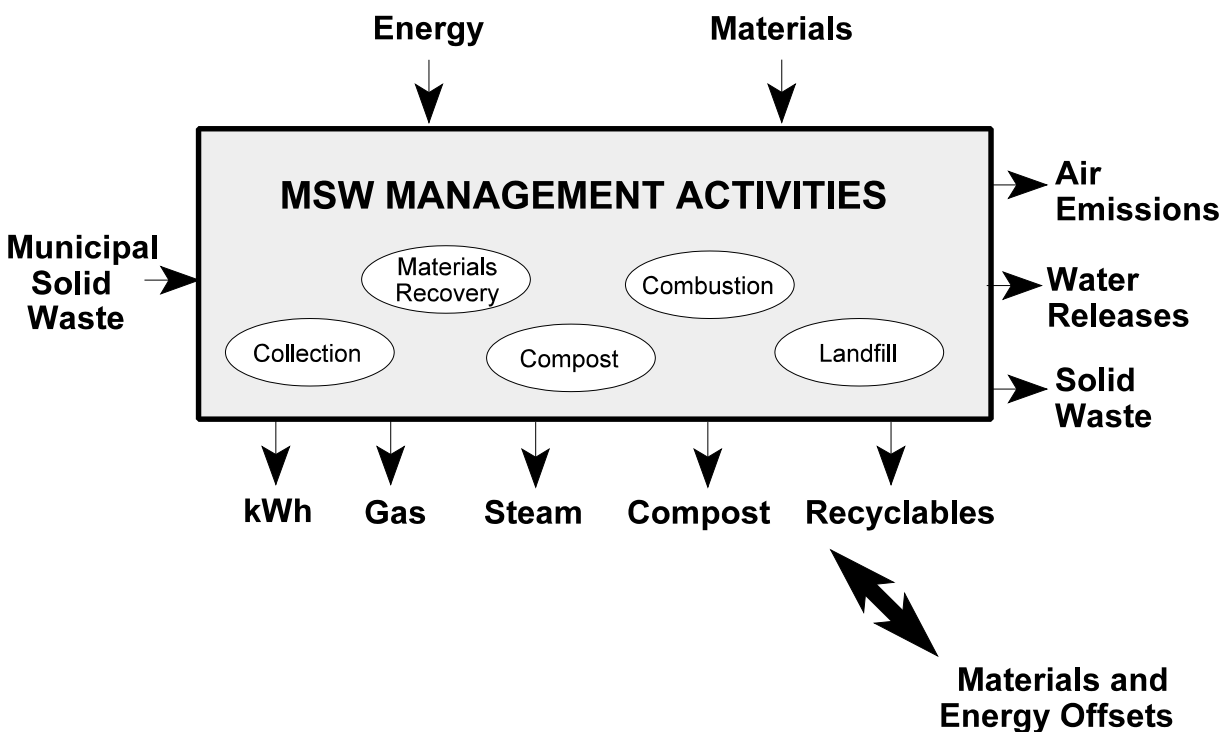 Energy
Materials
MSW MANAGEMENT ACTIVITIES
Municipal
Solid
Waste
Materials
Recovery
Combustion
Collection
Compost
Landfill
Air
Emissions
Water
Releases
Solid
Waste
kWh
Gas
Steam
Compost
Recyclables
Materials and
Energy Offsets